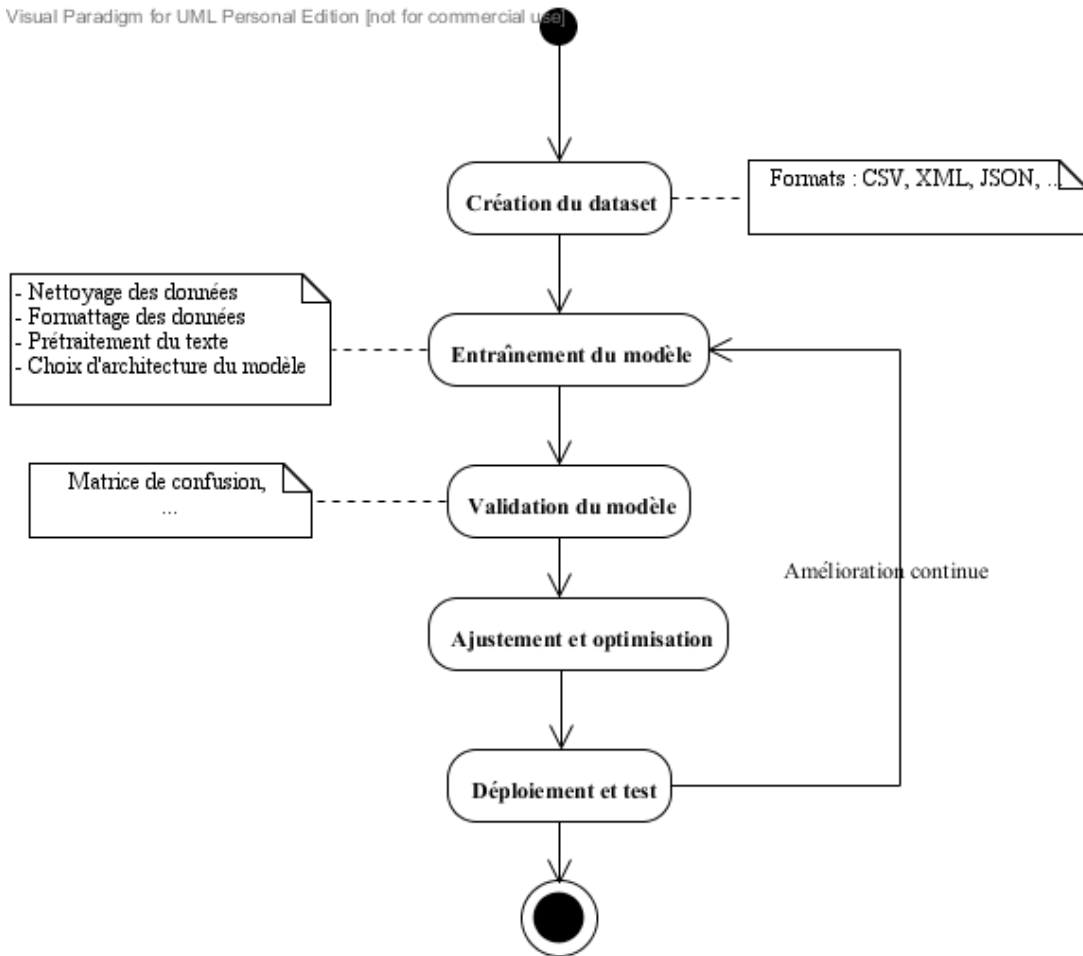 Visual Paradigm for UML Personal Edition [not for commercial use]
Création du dataset
Formats : CSV, XML, JSON, ...
- Nettoyage des données
- Formattage des données
- Prétraitement du texte
- Choix d'architecture du modèle
Entraînement du modèle
Matrice de confusion,
...
Validation du modèle
Amélioration continue
Ajustement et optimisation
Déploiement et test